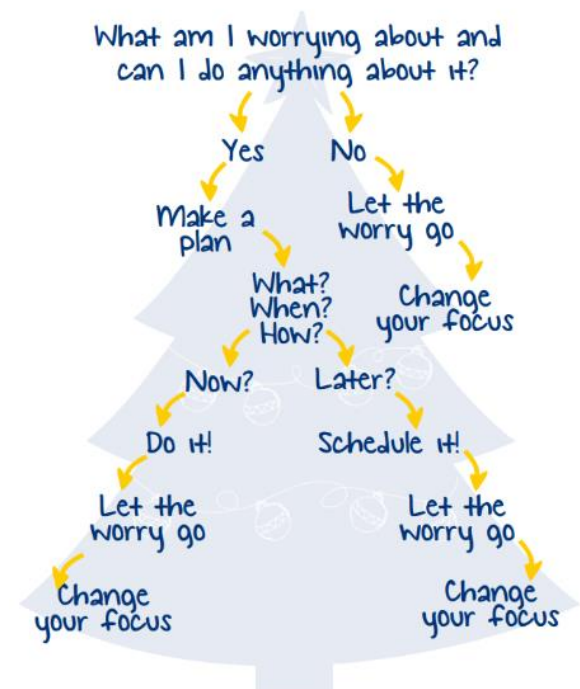 What am I worrying about and
can I do anything about it?
Yes
No
Make a
plan
Let the
worry go
What?
When?
How?
Change
your focus
Now?
Later?
Do it!
Schedule it!
Let the
worry go
Let the
worry go
Change
your focus
Change
your focus